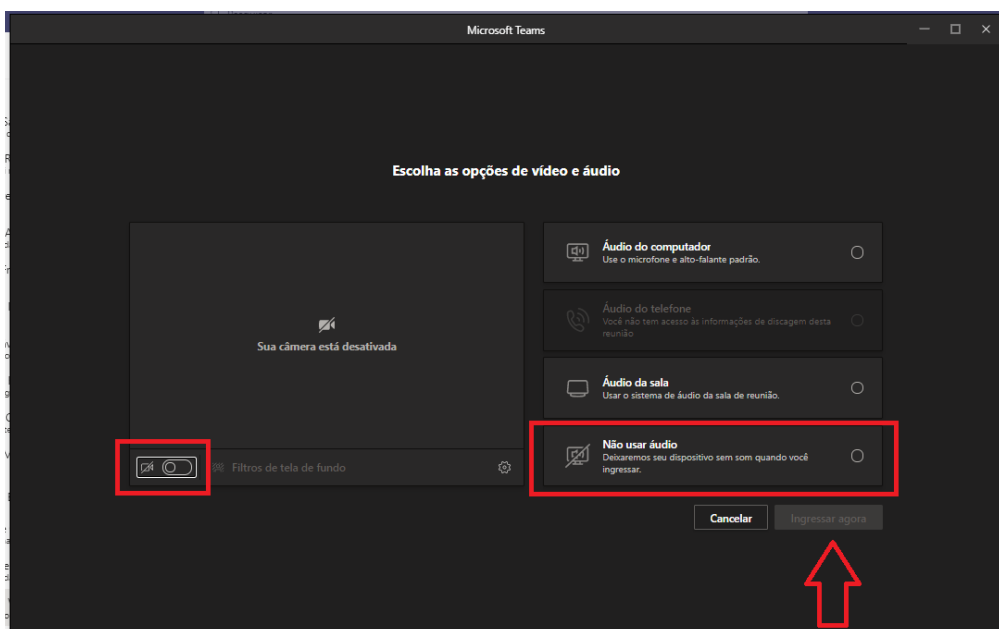 Microsoft Teams
Escolha as opções de vídeo e áudio
Sua câmera está desativada
Filtros de tela de fundo
Áudio do computador
Use o microfone e alto-falante padrão.
Áudio do telefone
Você não tem acesso às informações de discagem desta
reunião
Áudio da sala
Usar o sistema de áudio da sala de reunião.
Não usar áudio
Deixaremos seu dispositivo sem som quando você
ingressar.
Cancelar
Ingressar agora